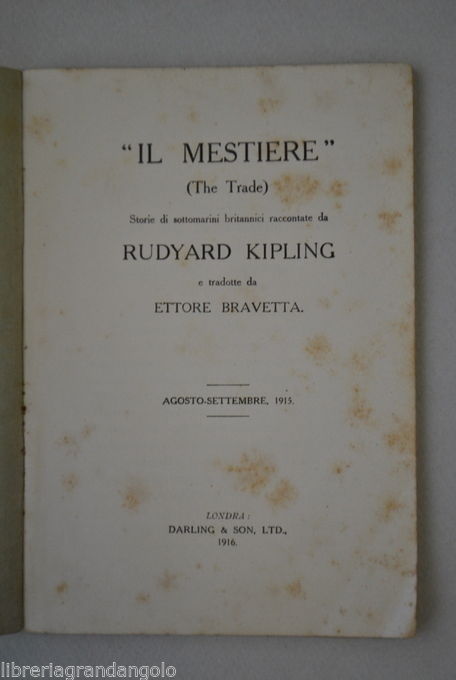 "IL MESTIERE"
(The Trade)
Storie di sottomarini britannici raccontate da
RUDYARD KIPLING
e tradotte da
ETTORE BRAVETTA.
AGOSTO-SETTEMBRE, 1915.
LONDRA:
DARLING & SON, LTD.,
1916.
libreriagrandangolo